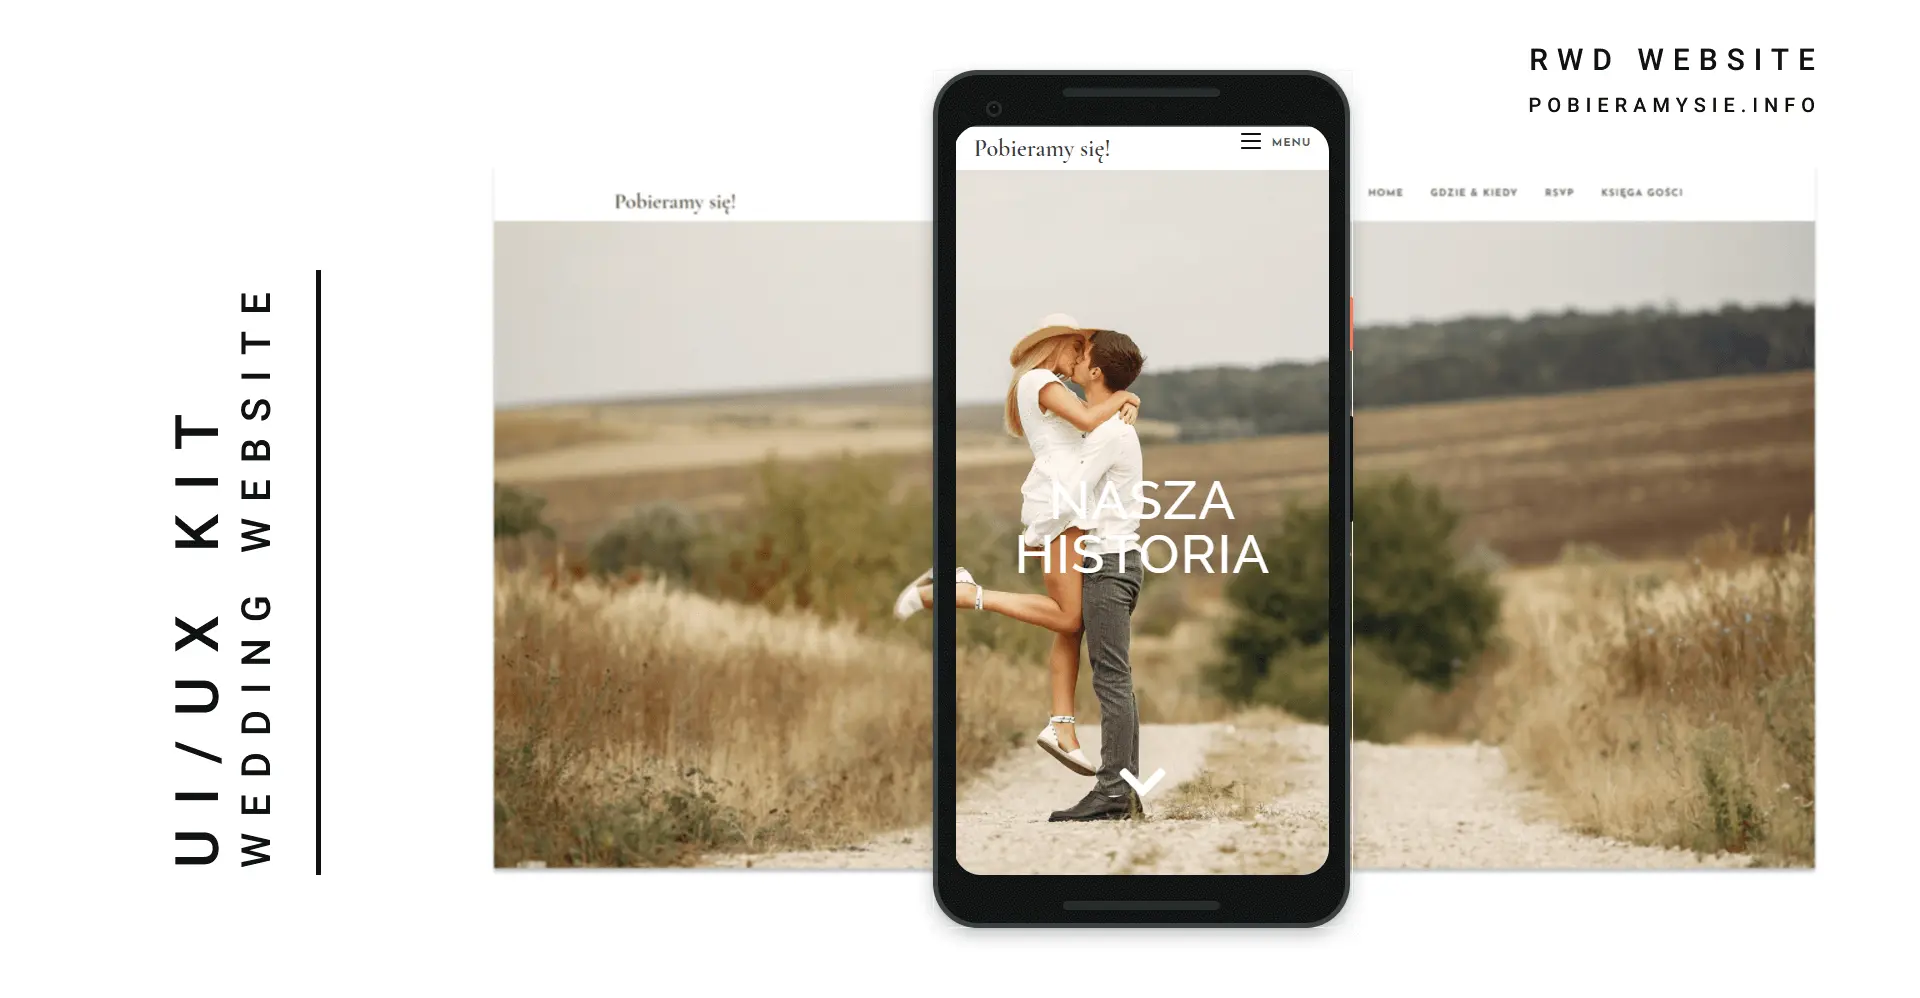 RWD WEBSITE
POBIERAMYSIE.INFO
UI/UX KIT
WEDDING WEBSITE
Pobieramy się!
HOME GDZIE & KIEDY RSVP KSIĘGA GOŚCI
Pobieramy się!
MENU
NASZA
HISTORIA